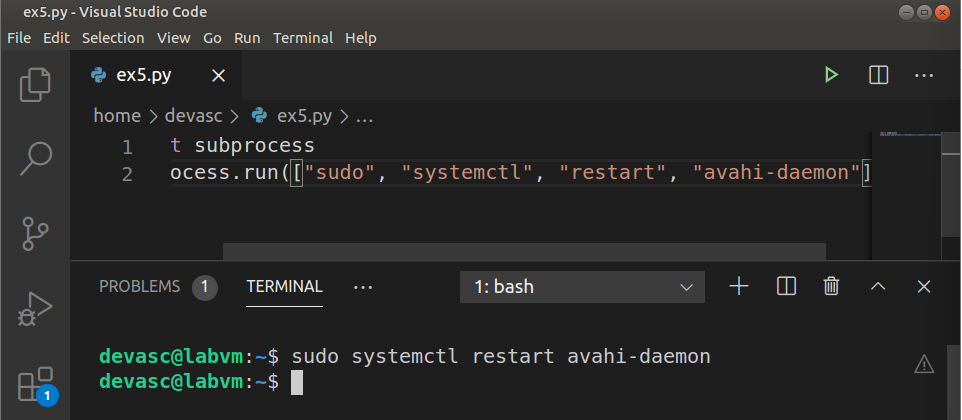 ex5.py - Visual Studio Code
File Edit Selection View Go Run Terminal Help
ex5.py
home > devasc > ex5.py > ...
1 t subprocess
2 ocess.run(["sudo", "systemctl", "restart", "avahi-daemon"]
PROBLEMS 1 TERMINAL ... 1: bash
devasc@labvm:~$ sudo systemctl restart avahi-daemon
devasc@labvm:~$
1